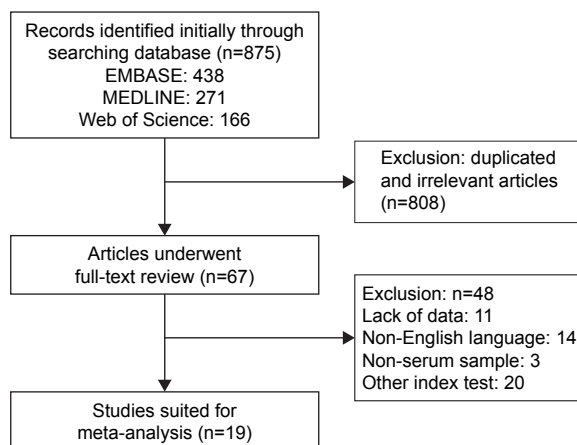 Records identified initially through
searching database (n=875)
EMBASE: 438
MEDLINE: 271
Web of Science: 166
Exclusion: duplicated
and irrelevant articles
(n=808)
Articles underwent
full-text review (n=67)
Exclusion: n=48
Lack of data: 11
Non-English language: 14
Non-serum sample: 3
Other index test: 20
Studies suited for
meta-analysis (n=19)